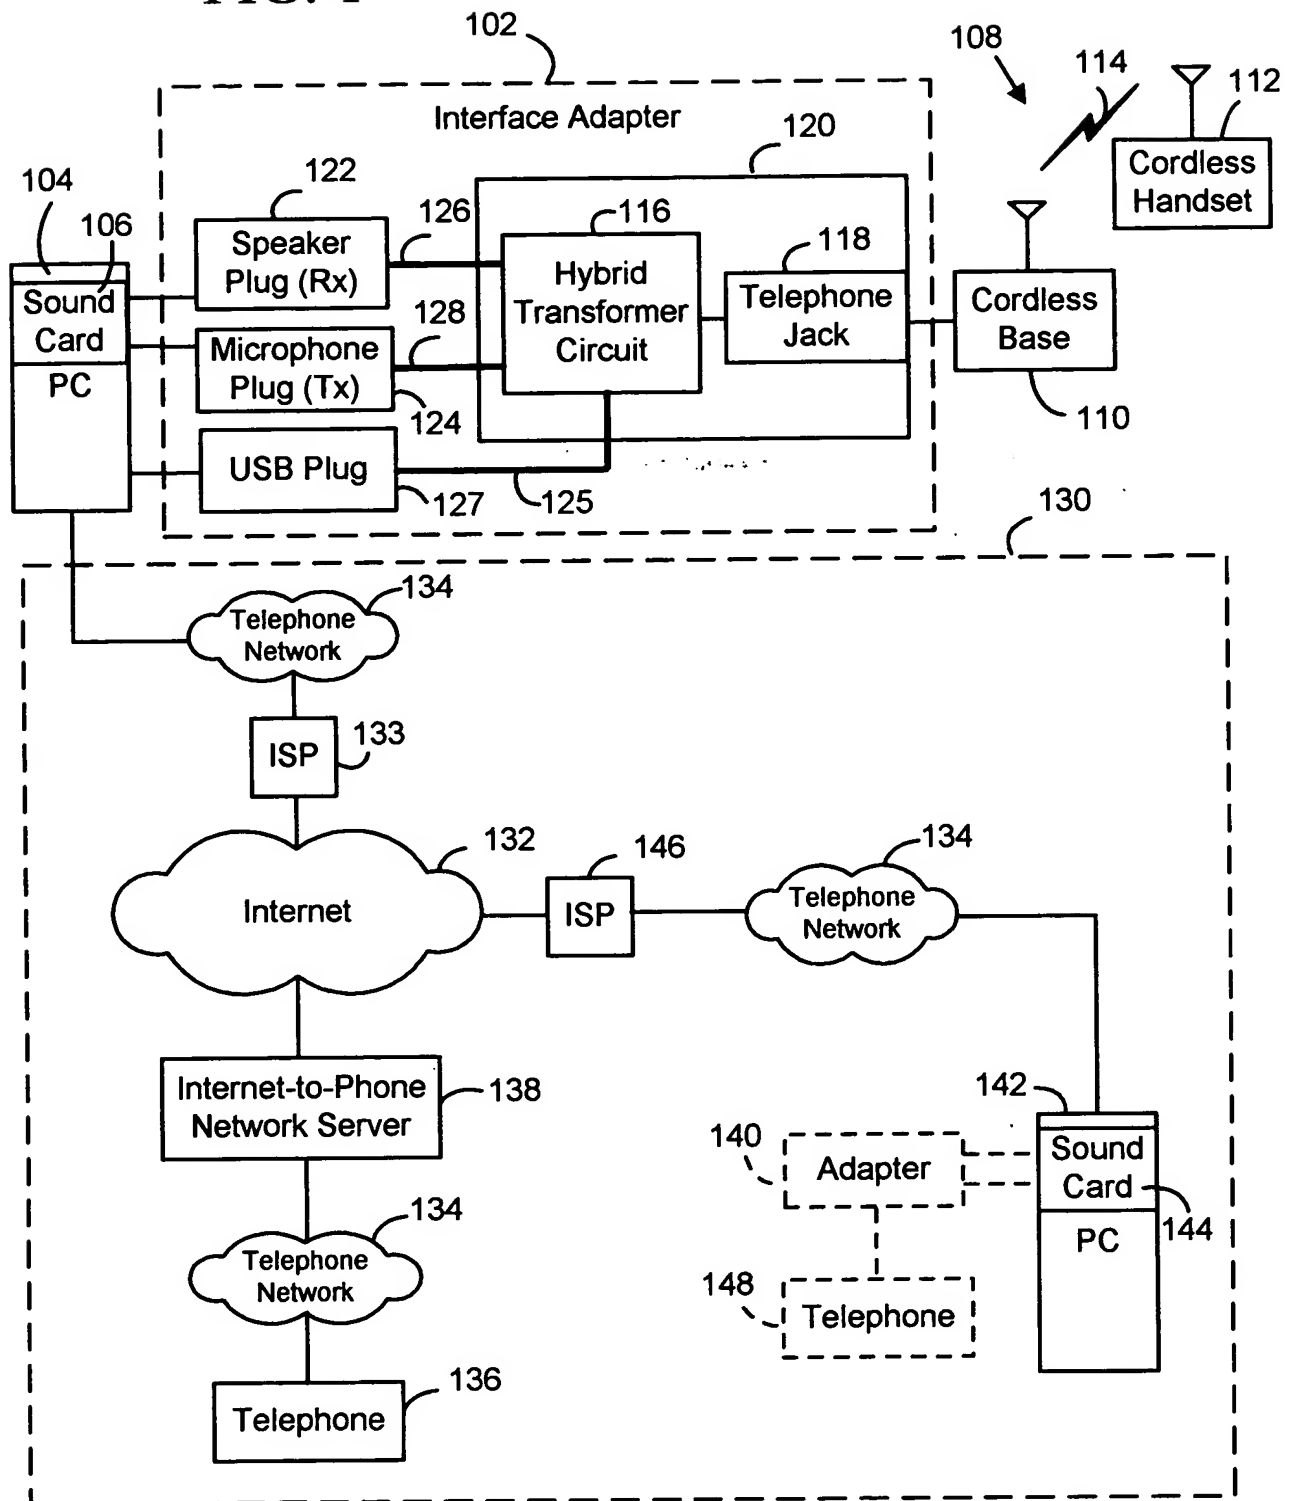 102
108
114
112
Interface Adapter
120
Cordless
Handset
104
106
122
126
116
118
Speaker
Plug (Rx)
Hybrid
Transformer
Circuit
Telephone
Jack
Cordless
Base
Sound
Card
128
Microphone
Plug (Tx)
PC
124
110
USB Plug
127
125
130
134
Telephone
Network
ISP
133
132
146
134
Internet
ISP
Telephone
Network
Internet-to-Phone
Network Server
138
142
140
Adapter
Sound
Card
144
PC
134
Telephone
Network
148
Telephone
136
Telephone